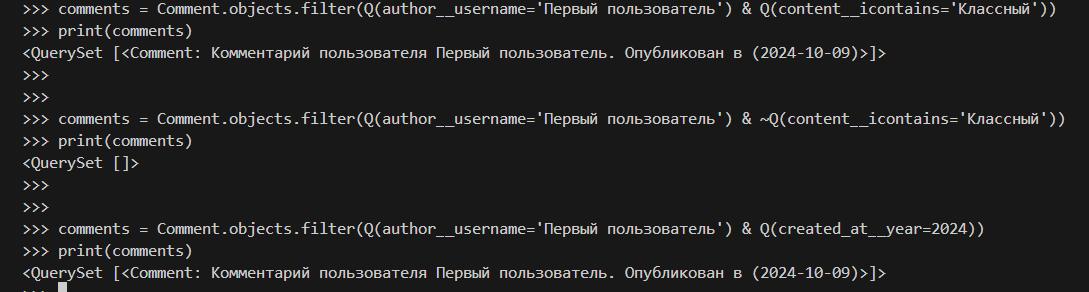 >>> comments = Comment.objects.filter(Q(author__username='Первый пользователь') & Q(content__icontains='Классный'))
>>> print(comments)
<QuerySet [<Comment: Комментарий пользователя Первый пользователь. Опубликован в (2024-10-09)>]>
>>>
>>>
>>> comments = Comment.objects.filter(Q(author__username='Первый пользователь') & ~Q(content__icontains='Классный'))
>>> print(comments)
<QuerySet []>
>>>
>>>
>>> comments = Comment.objects.filter(Q(author__username='Первый пользователь') & Q(created_at__year=2024))
>>> print(comments)
<QuerySet [<Comment: Комментарий пользователя Первый пользователь. Опубликован в (2024-10-09)>]>
>>>